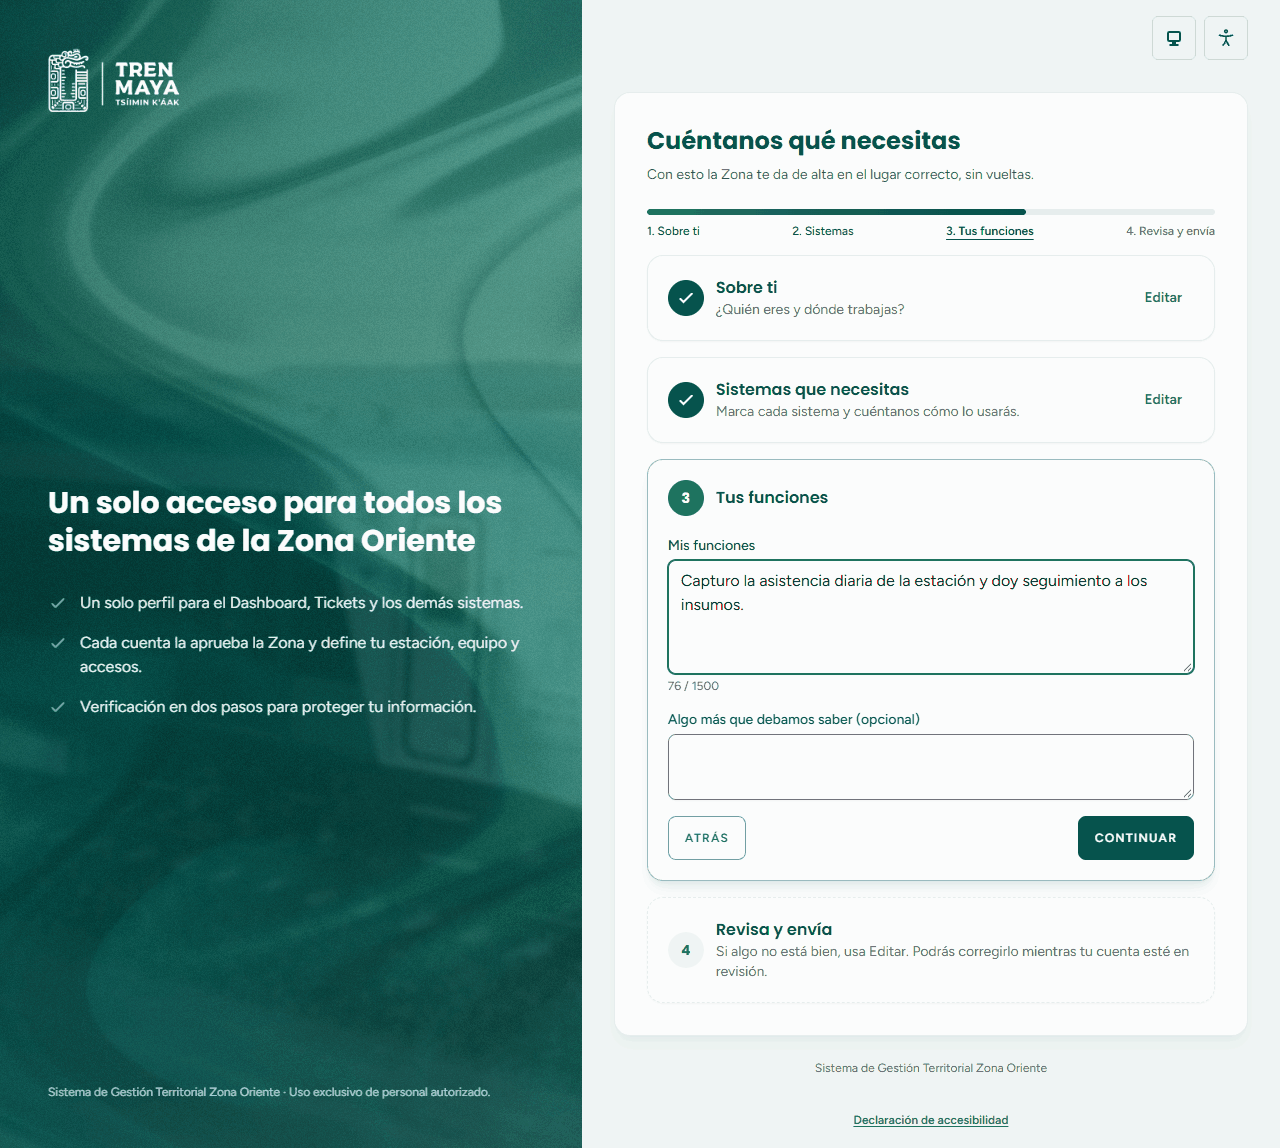 TREN
MAYA
TSÍIMIN K'ÁAK
Un solo acceso para todos los
sistemas de la Zona Oriente
Un solo perfil para el Dashboard, Tickets y los demás sistemas.
Cada cuenta la aprueba la Zona y define tu estación, equipo y
accesos.
Verificación en dos pasos para proteger tu información.
Sistema de Gestión Territorial Zona Oriente · Uso exclusivo de personal autorizado.
Cuéntanos qué necesitas
Con esto la Zona te da de alta en el lugar correcto, sin vueltas.
1. Sobre ti
2. Sistemas
3. Tus funciones
4. Revisa y envía
Sobre ti
¿Quién eres y dónde trabajas?
Editar
Sistemas que necesitas
Marca cada sistema y cuéntanos cómo lo usarás.
Editar
3
Tus funciones
Mis funciones
Capturo la asistencia diaria de la estación y doy seguimiento a los
insumos.
76 / 1500
Algo más que debamos saber (opcional)
ATRÁS
CONTINUAR
4
Revisa y envía
Si algo no está bien, usa Editar. Podrás corregirlo mientras tu cuenta esté en
revisión.
Sistema de Gestión Territorial Zona Oriente
Declaración de accesibilidad